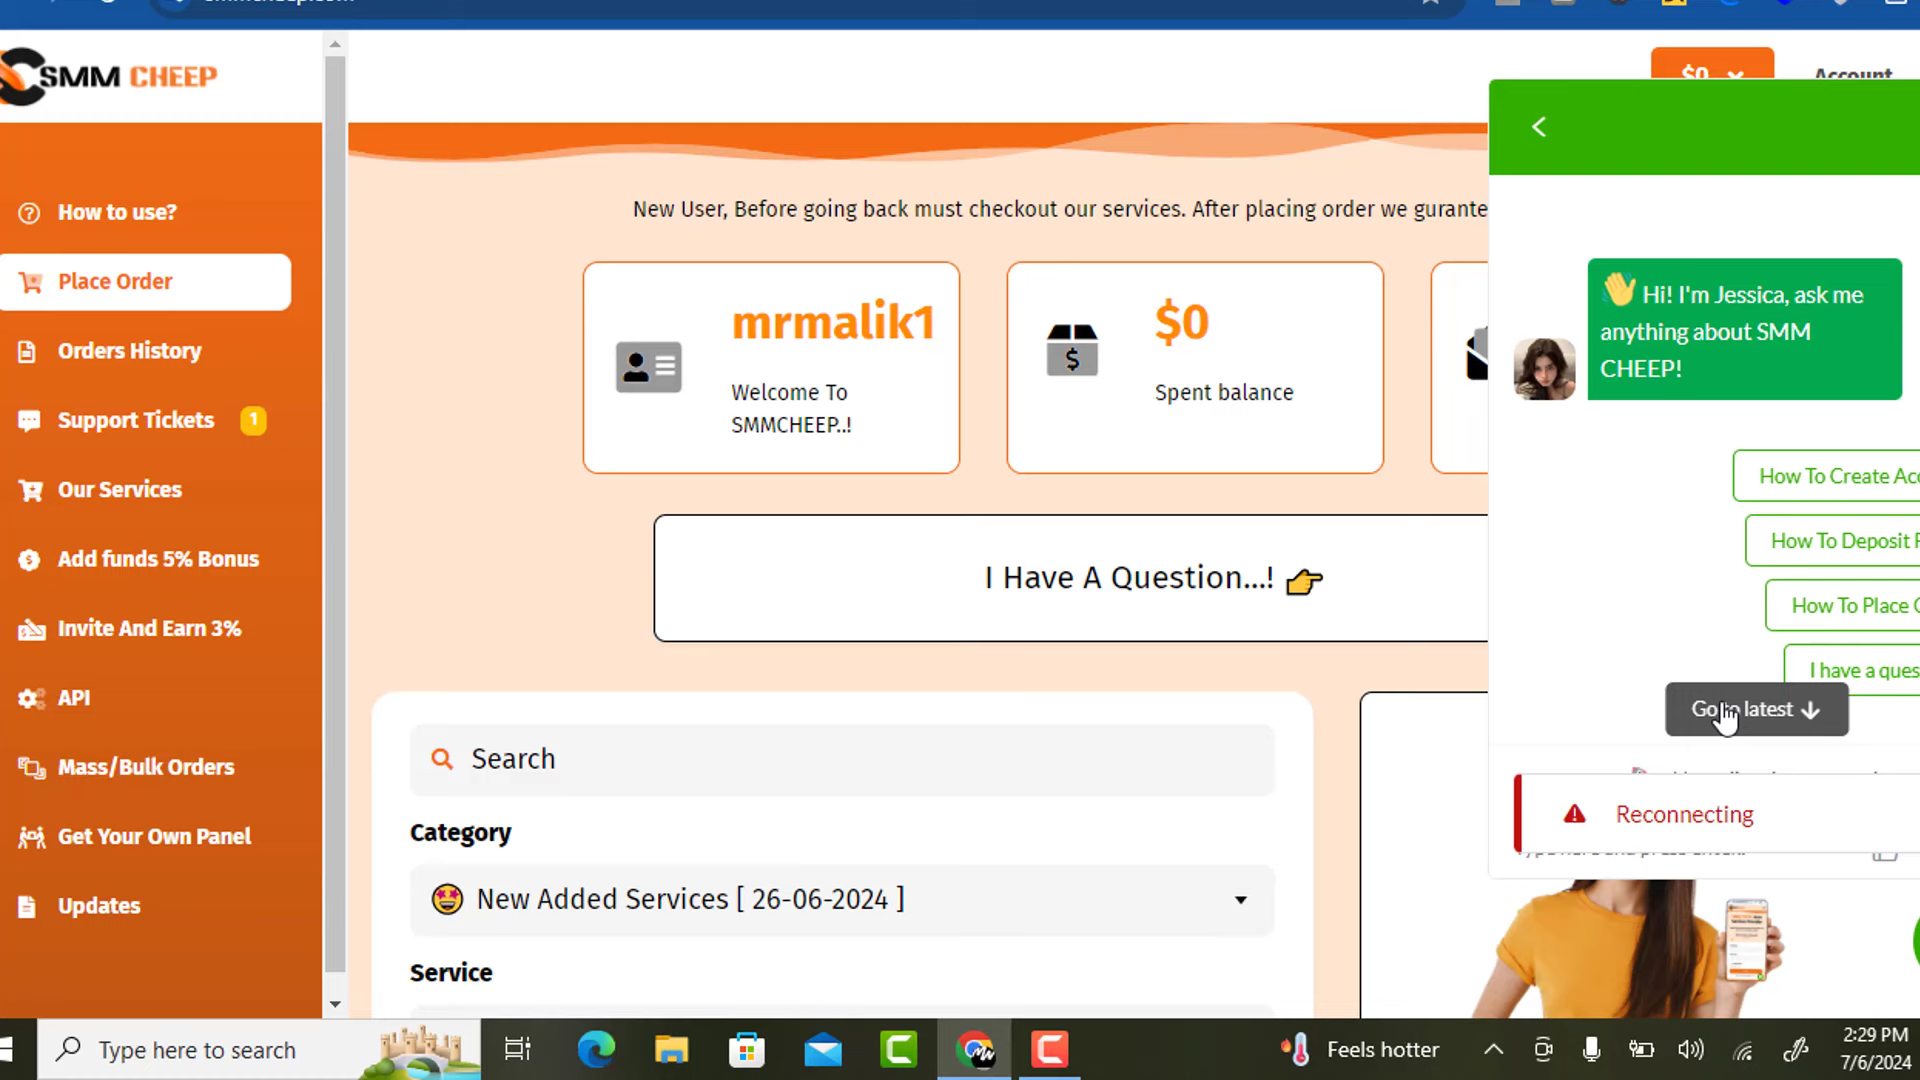 SMM CHEEP
$0
Account
How to use?
Place Order
Orders History
Support Tickets 1
Our Services
Add funds 5% Bonus
Invite And Earn 3%
API
Mass/Bulk Orders
Get Your Own Panel
Updates
New User, Before going back must checkout our services. After placing order we gurante
mrmalik1
Welcome To
SMMCHEEP..!
$0
Spent balance
I Have A Question...!
Search
Category
New Added Services [ 26-06-2024 ]
Service
Hi! I'm Jessica, ask me
anything about SMM
CHEEP!
How To Create Acc
How To Deposit F
How To Place O
I have a ques
Go to latest
Reconnecting
Type here to search
Feels hotter
2:29 PM
7/6/2024